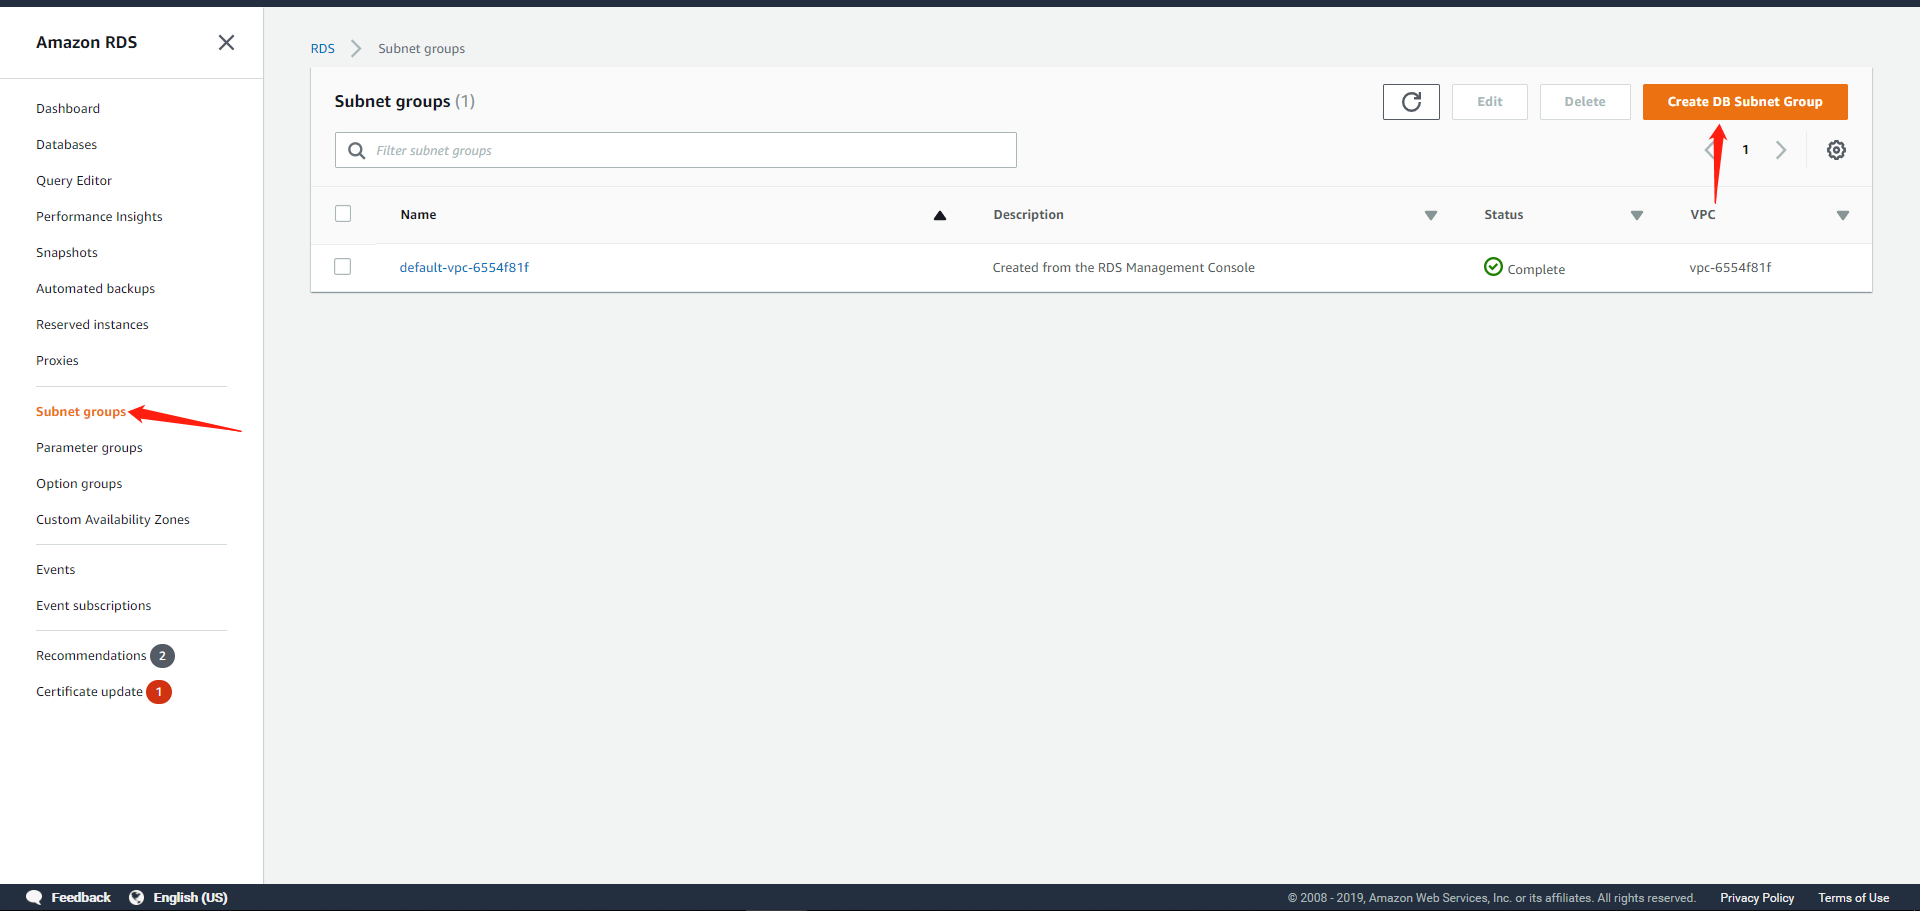 Amazon RDS
Dashboard
Databases
Query Editor
Performance Insights
Snapshots
Automated backups
Reserved instances
Proxies
Subnet groups
Parameter groups
Option groups
Custom Availability Zones
Events
Event subscriptions
Recommendations 2
Certificate update 1
RDS Subnet groups
Subnet groups (1)
Edit Delete Create DB Subnet Group
Filter subnet groups
1
Name Description Status VPC
default-vpc-6554f81f Created from the RDS Management Console Complete vpc-6554f81f
Feedback English (US) © 2008 - 2019, Amazon Web Services, Inc. or its affiliates. All rights reserved. Privacy Policy Terms of Use